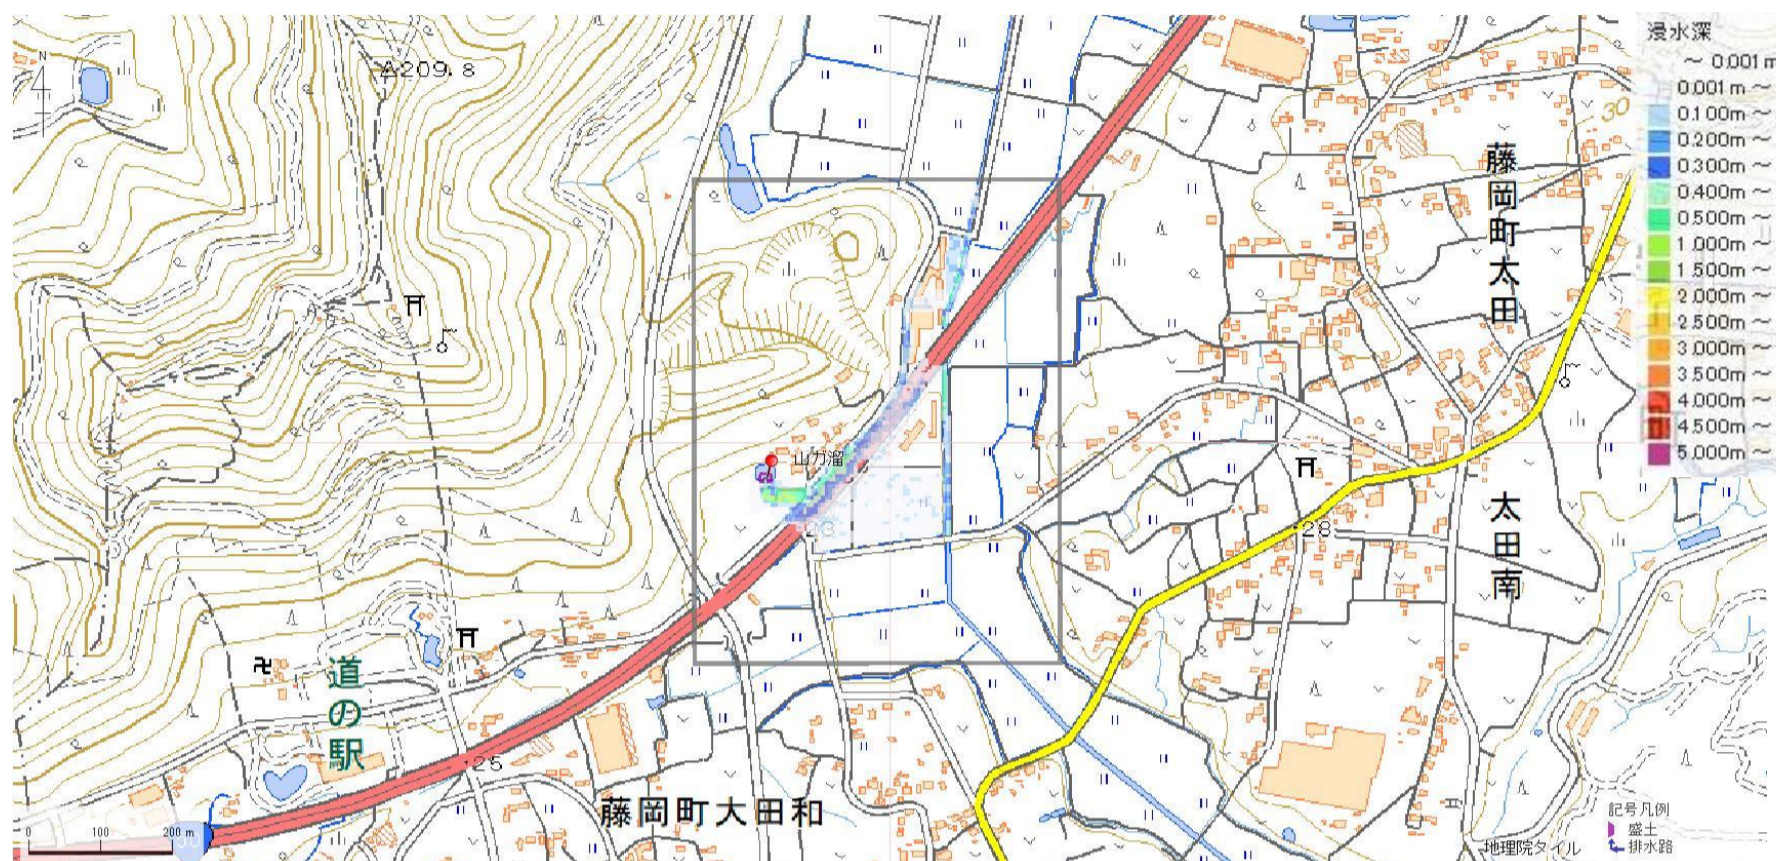 浸水深
～ 0.001 m
0.001 m ～
0.100m ～
0.200m ～
0.300m ～
0.400m ～
0.500m ～
1.000m ～
1.500m ～
2.000m ～
2.500m ～
3.000m ～
3.500m ～
4.000m ～
4.500m ～
5.000m ～
N
209.8
30
藤岡町太田
山ガ溜
28
太田南
道の駅
125
藤岡町大田和
0 100 200 m
記号凡例
盛土
排水路
地理院タイル